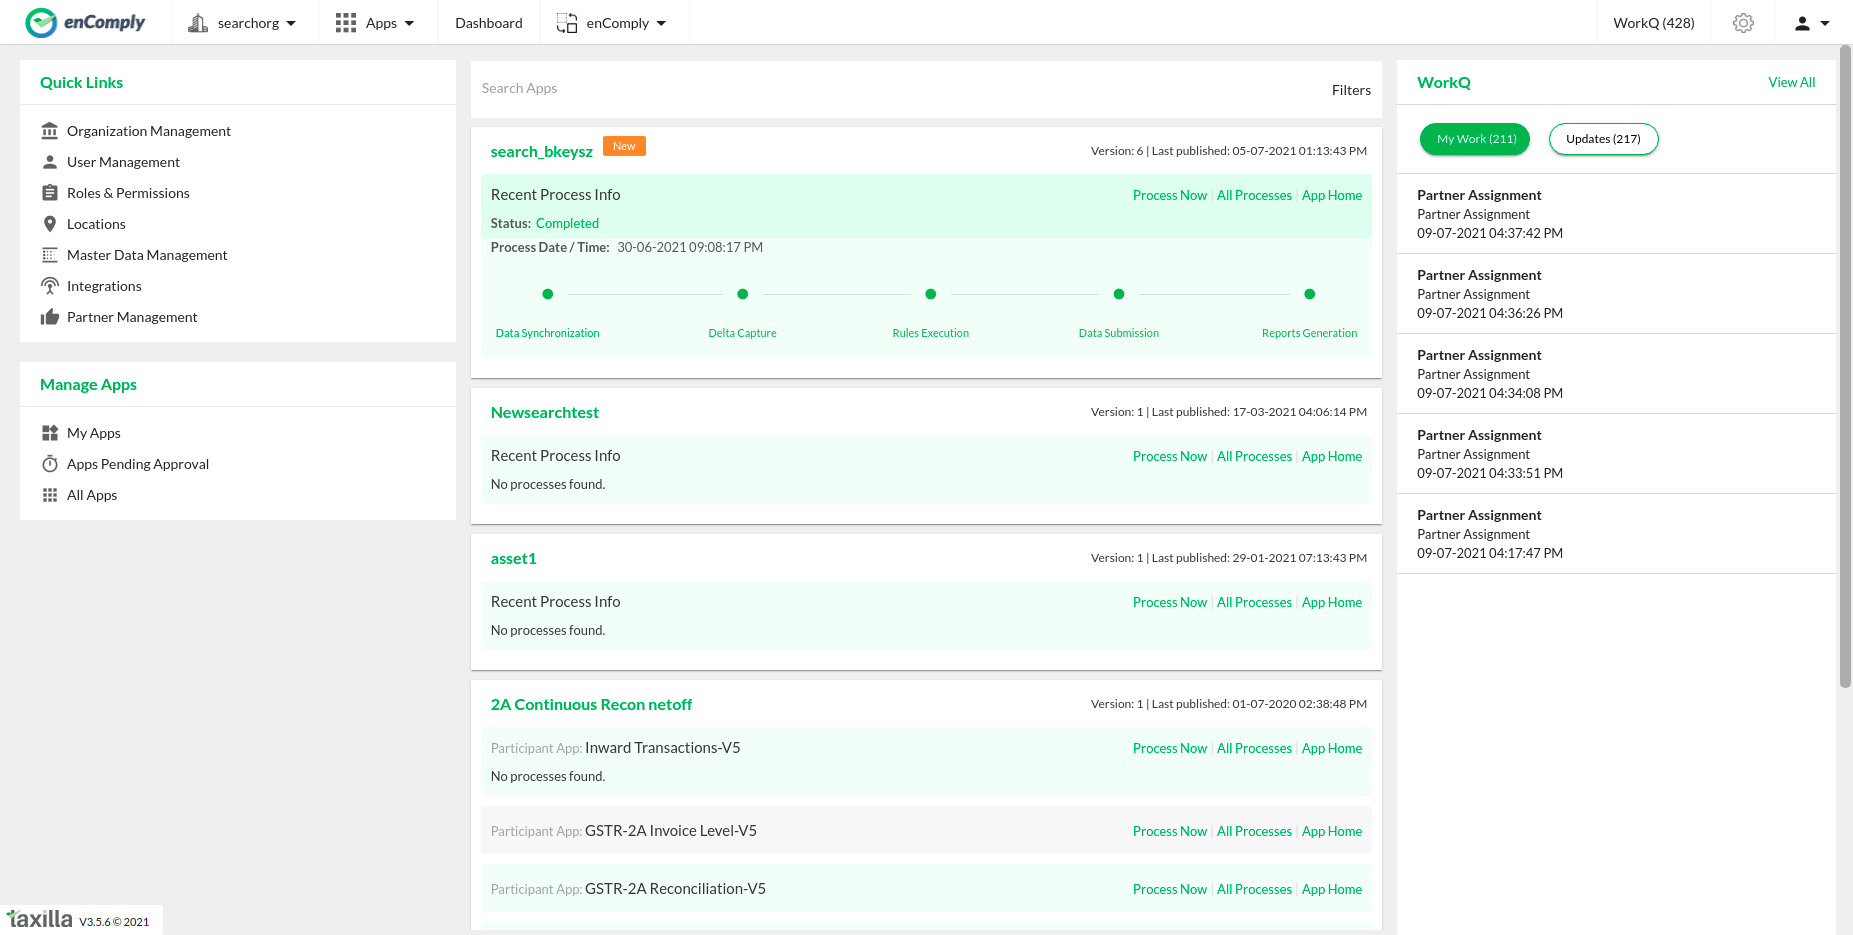 enComply
searchorg
Apps
Dashboard
enComply
WorkQ (428)
Quick Links
Organization Management
User Management
Roles & Permissions
Locations
Master Data Management
Integrations
Partner Management
Manage Apps
My Apps
Apps Pending Approval
All Apps
Search Apps
Filters
search_bkeysz New
Version: 6 | Last published: 05-07-2021 01:13:43 PM
Recent Process Info
Process Now | All Processes | App Home
Status: Completed
Process Date / Time: 30-06-2021 09:08:17 PM
Data Synchronization
Delta Capture
Rules Execution
Data Submission
Reports Generation
Newsearchtest
Version: 1 | Last published: 17-03-2021 04:06:14 PM
Recent Process Info
Process Now | All Processes | App Home
No processes found.
asset1
Version: 1 | Last published: 29-01-2021 07:13:43 PM
Recent Process Info
Process Now | All Processes | App Home
No processes found.
2A Continuous Recon netoff
Version: 1 | Last published: 01-07-2020 02:38:48 PM
Participant App: Inward Transactions-V5
Process Now | All Processes | App Home
No processes found.
Participant App: GSTR-2A Invoice Level-V5
Process Now | All Processes | App Home
Participant App: GSTR-2A Reconciliation-V5
Process Now | All Processes | App Home
WorkQ
View All
My Work (211)
Updates (217)
Partner Assignment
Partner Assignment
09-07-2021 04:37:42 PM
Partner Assignment
Partner Assignment
09-07-2021 04:36:26 PM
Partner Assignment
Partner Assignment
09-07-2021 04:34:08 PM
Partner Assignment
Partner Assignment
09-07-2021 04:33:51 PM
Partner Assignment
Partner Assignment
09-07-2021 04:17:47 PM
taxilla V3.5.6 © 2021